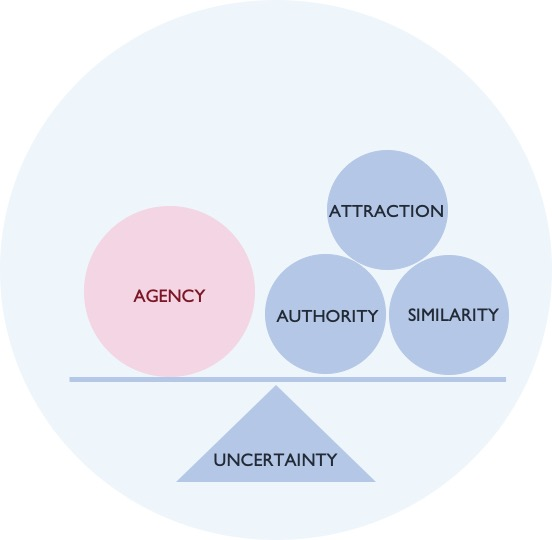 ATTRACTION
AGENCY
AUTHORITY
SIMILARITY
UNCERTAINTY